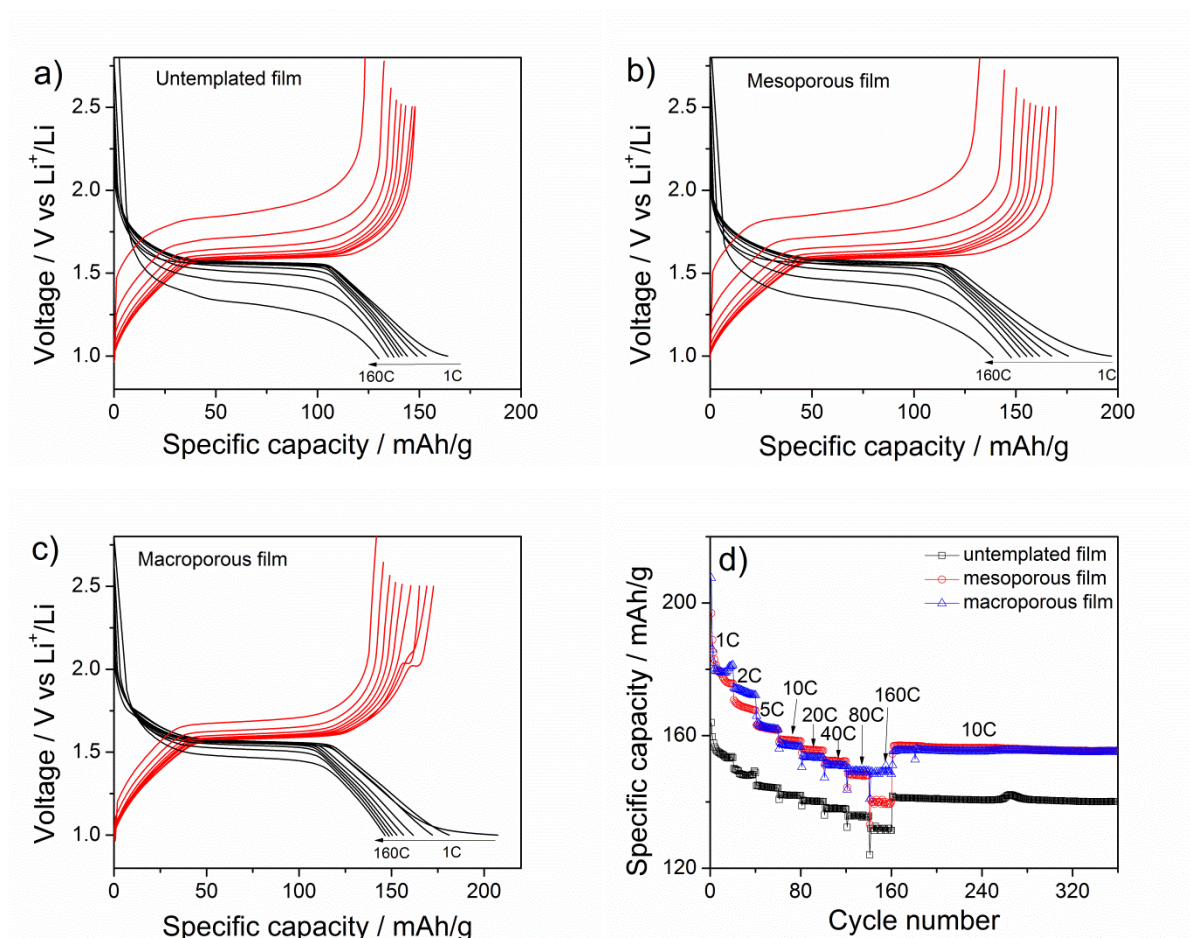 a)
Untemplated film
2.5
2.0
1.5
1.0
Voltage / V vs Li⁺/Li
160C
1C
0
50
100
150
200
Specific capacity / mAh/g
b)
Mesoporous film
2.5
2.0
1.5
1.0
Voltage / V vs Li⁺/Li
160C
1C
0
50
100
150
200
Specific capacity / mAh/g
c)
Macroporous film
2.5
2.0
1.5
1.0
Voltage / V vs Li⁺/Li
160C
1C
0
50
100
150
200
Specific capacity / mAh/g
d)
untemplated film
mesoporous film
macroporous film
200
160
120
Specific capacity / mAh/g
1C
2C
5C
10C
20C
40C
80C
160C
10C
0
80
160
240
320
Cycle number